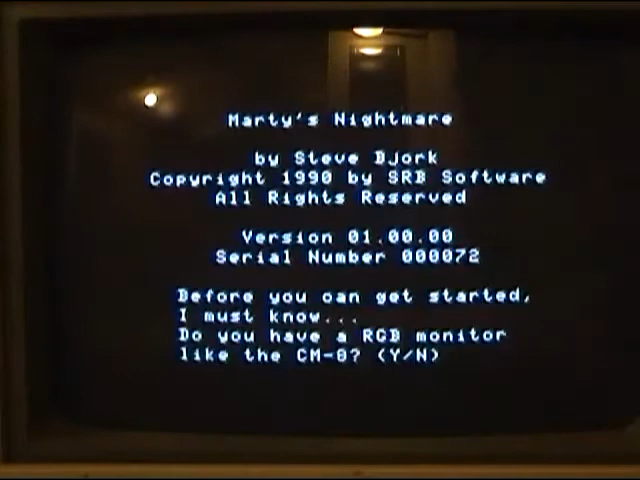 Marty's Nightmare
by Steve Bjork
Copyright 1990 by SRB Software
All Rights Reserved
Version 01.00.00
Serial Number 000072
Before you can get started,
I must know...
Do you have a RGB monitor
like the CM-8? (Y/N)